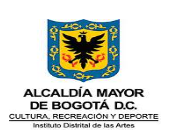 ALCALDÍA MAYOR
DE BOGOTÁ D.C.
CULTURA, RECREACIÓN Y DEPORTE
Instituto Distrital de las Artes